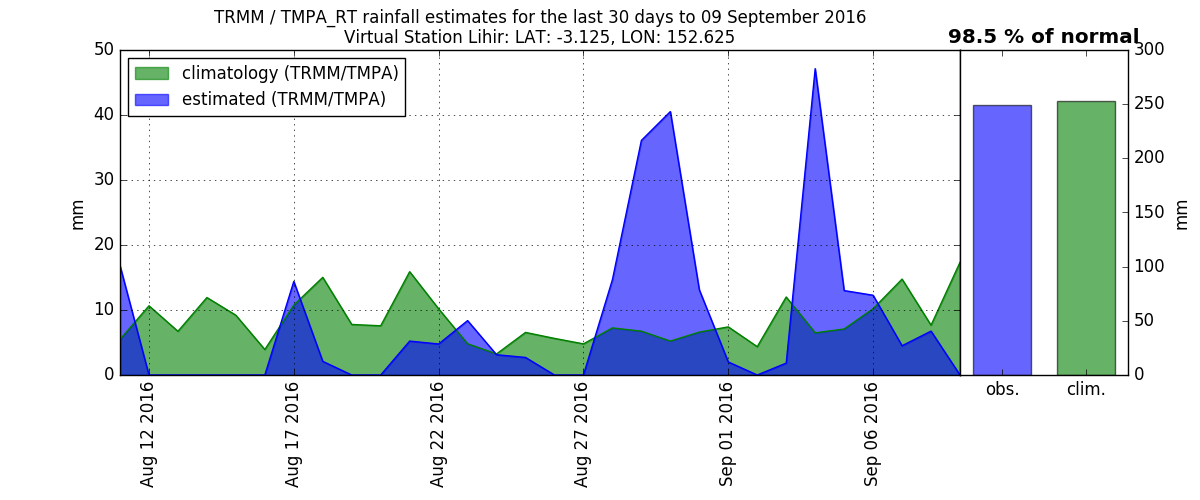 TRMM / TMPA_RT rainfall estimates for the last 30 days to 09 September 2016
Virtual Station Lihir: LAT: -3.125, LON: 152.625
98.5 % of normal
climatology (TRMM/TMPA)
estimated (TRMM/TMPA)
50
40
30
20
10
0
mm
Aug 12 2016
Aug 17 2016
Aug 22 2016
Aug 27 2016
Sep 01 2016
Sep 06 2016
300
250
200
150
100
50
0
mm
obs.
clim.